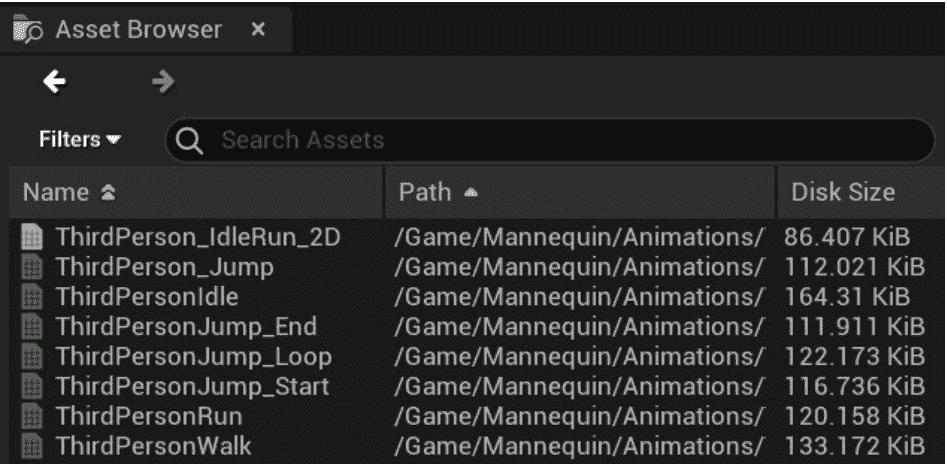 Asset Browser ×
Filters
Search Assets
Name Path Disk Size
ThirdPerson_IdleRun_2D /Game/Mannequin/Animations/ 86.407 KiB
ThirdPerson_Jump /Game/Mannequin/Animations/ 112.021 KiB
ThirdPersonIdle /Game/Mannequin/Animations/ 164.31 KiB
ThirdPersonJump_End /Game/Mannequin/Animations/ 111.911 KiB
ThirdPersonJump_Loop /Game/Mannequin/Animations/ 122.173 KiB
ThirdPersonJump_Start /Game/Mannequin/Animations/ 116.736 KiB
ThirdPersonRun /Game/Mannequin/Animations/ 120.158 KiB
ThirdPersonWalk /Game/Mannequin/Animations/ 133.172 KiB